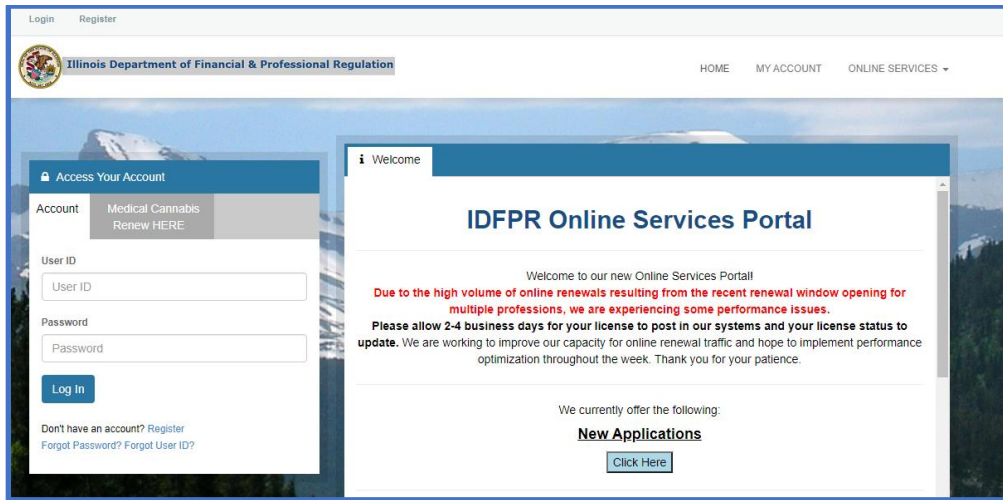 Login Register
Illinois Department of Financial & Professional Regulation
HOME MY ACCOUNT ONLINE SERVICES
Access Your Account
Account
Medical Cannabis
Renew HERE
User ID
User ID
Password
Password
Log In
Don't have an account? Register
Forgot Password? Forgot User ID?
i Welcome
IDFPR Online Services Portal
Welcome to our new Online Services Portal!
Due to the high volume of online renewals resulting from the recent renewal window opening for
multiple professions, we are experiencing some performance issues.
Please allow 2-4 business days for your license to post in our systems and your license status to
update. We are working to improve our capacity for online renewal traffic and hope to implement performance
optimization throughout the week. Thank you for your patience.
We currently offer the following:
New Applications
Click Here